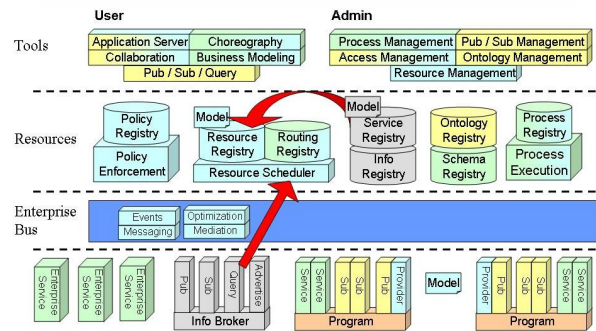 User
Admin
Tools
Application Server
Choreography
Collaboration
Business Modeling
Pub / Sub / Query
Process Management
Pub / Sub Management
Access Management
Ontology Management
Resource Management
Resources
Policy
Registry
Policy
Enforcement
Model
Resource
Registry
Routing
Registry
Resource Scheduler
Model
Service
Registry
Info
Registry
Ontology
Registry
Schema
Registry
Process
Registry
Process
Execution
Enterprise
Bus
Events
Optimization
Messaging
Mediation
Enterprise
Service
Enterprise
Service
Enterprise
Service
Pub
Sub
Query
Advertise
Info Broker
Service
Service
Sub
Sub
Pub
Provider
Program
Model
Provider
Pub
Sub
Sub
Service
Service
Program